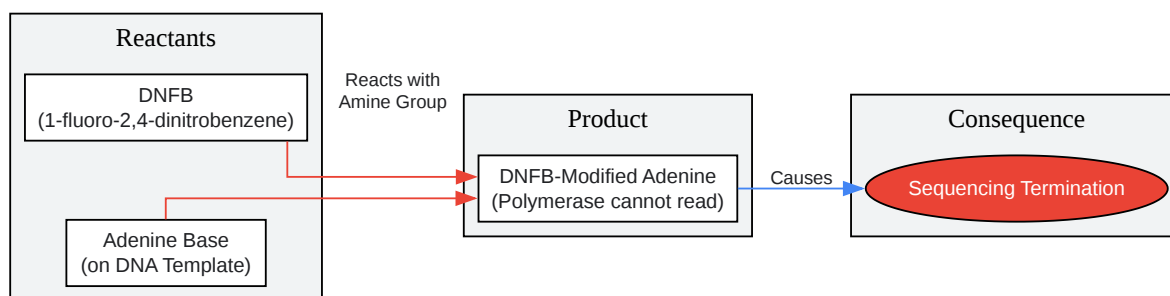 Reactants
DNFB
(1-fluoro-2,4-dinitrobenzene)
Adenine Base
(on DNA Template)
Reacts with
Amine Group
Product
DNFB-Modified Adenine
(Polymerase cannot read)
Causes
Consequence
Sequencing Termination